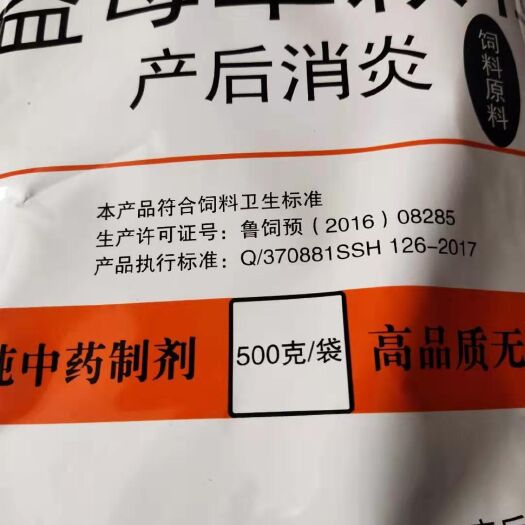 产后消炎
饲料原料
本产品符合饲料卫生标准
生产许可证号：鲁饲预（2016）08285
产品执行标准：Q/370881SSH 126-2017
纯中药制剂
500克/袋
高品质无